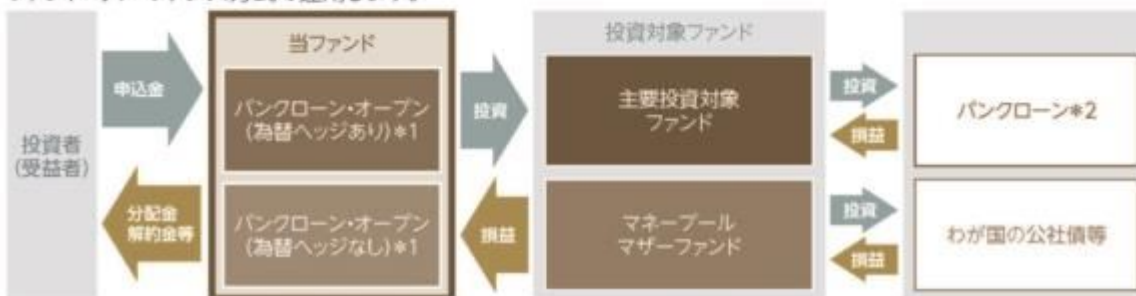 当ファンド
投資対象ファンド
投資者
(受益者)
申込金
分配金
解約金等
バンクローン・オープン
(為替ヘッジあり)*1
バンクローン・オープン
(為替ヘッジなし)*1
投資
損益
主要投資対象
ファンド
マネープール
マザーファンド
投資
損益
投資
損益
バンクローン*2
わが国の公社債等